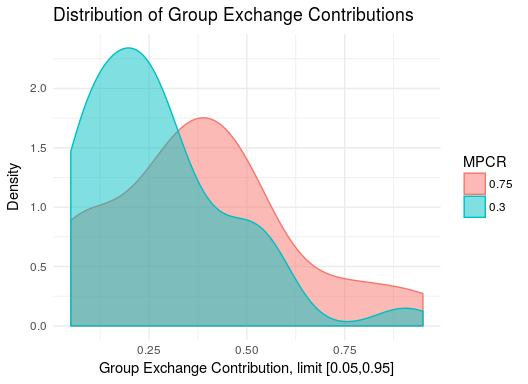 Distribution of Group Exchange Contributions
Density
2.0
1.5
1.0
0.5
0.0
0.25
0.50
0.75
Group Exchange Contribution, limit [0.05,0.95]
MPCR
0.75
0.3